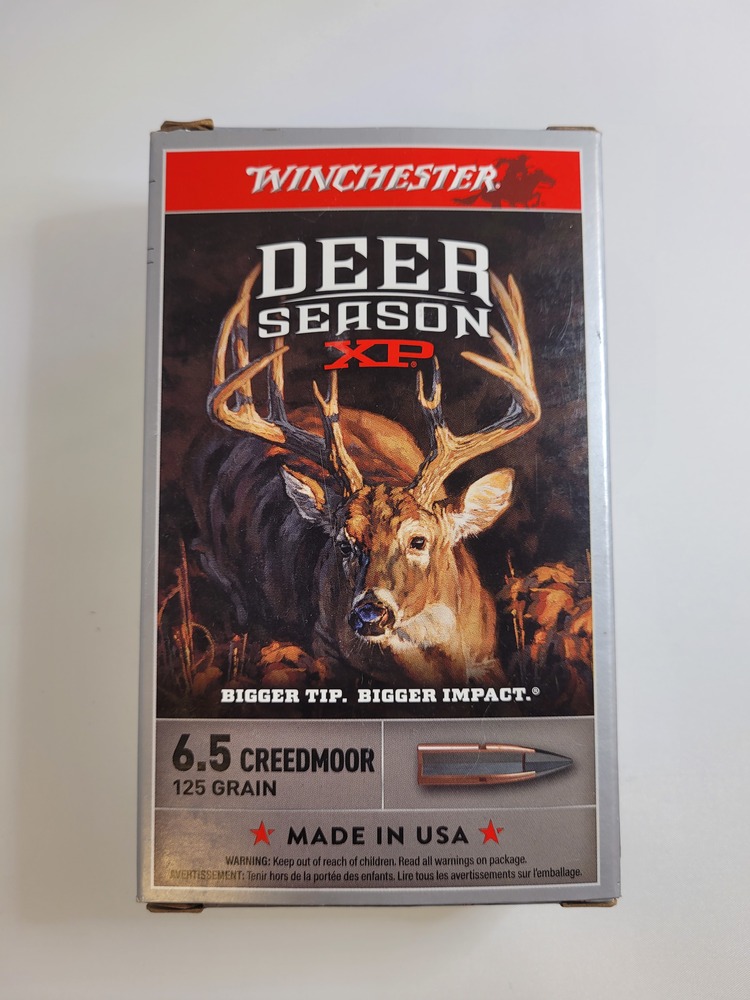 WINCHESTER®
DEER
SEASON
XP®
BIGGER TIP. BIGGER IMPACT.®
6.5 CREEDMOOR
125 GRAIN
MADE IN USA
WARNING: Keep out of reach of children. Read all warnings on package.
AVERTISSEMENT: Tenir hors de la portée des enfants. Lire tous les avertissements sur l'emballage.